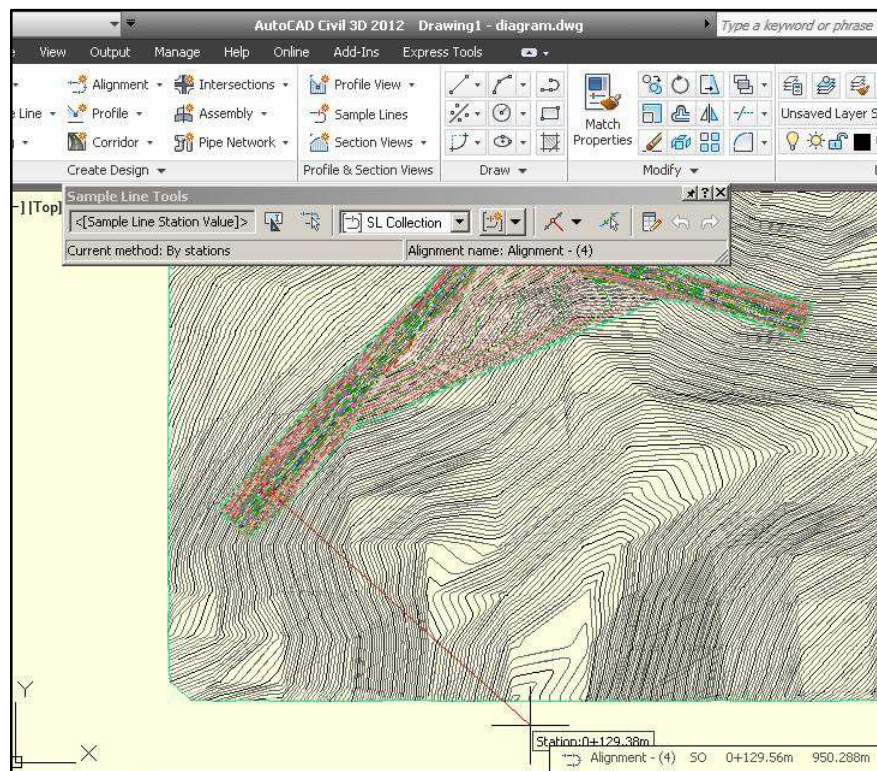 AutoCAD Civil 3D 2012 Drawing1 - diagram.dwg
Type a keyword or phrase
View Output Manage Help Online Add-Ins Express Tools
Alignment Intersections Profile View
Line Profile Assembly Sample Lines Match Properties Unsaved Layer S
Corridor Pipe Network Section Views
Create Design Profile & Section Views Draw Modify
[Top]
Sample Line Tools
<[Sample Line Station Value]> SL Collection
Current method: By stations Alignment name: Alignment - (4)
Y
X
Station:0+129.38m
Alignment - (4) SO 0+129.56m 950.288m